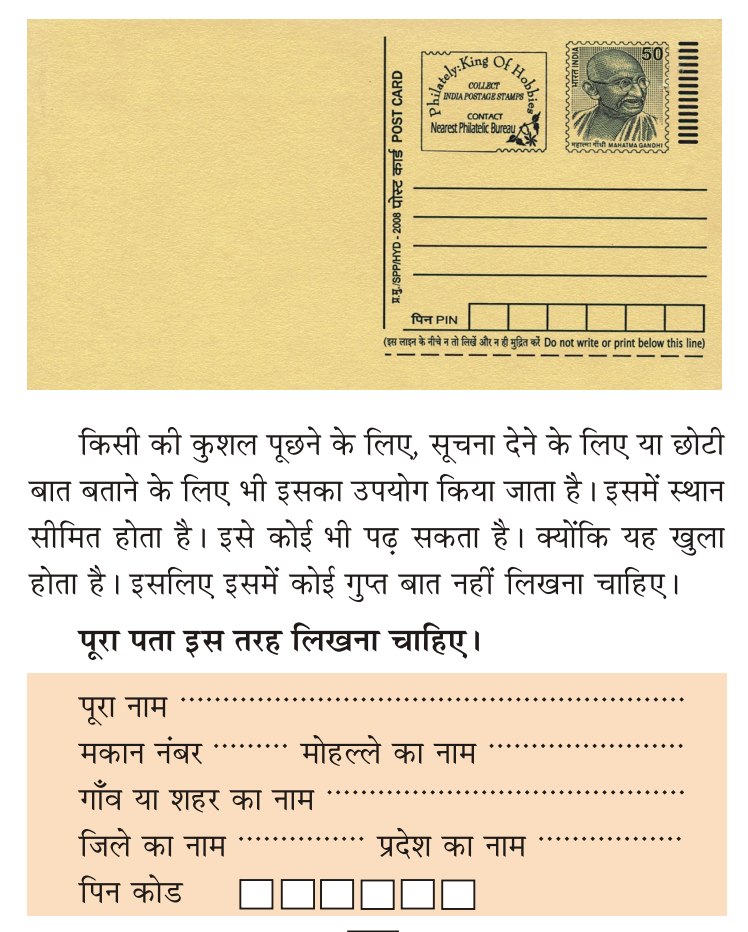 Philately: King Of Hobbies
COLLECT
INDIA POSTAGE STAMPS
CONTACT
Nearest Philatelic Bureau
भारत INDIA
50
महात्मा गाँधी MAHATMA GANDHI
प्र.मु./SPP/HYD - 2008 पोस्ट कार्ड POST CARD
पिन PIN
(इस लाइन के नीचे न तो लिखें और न ही मुद्रित करें Do not write or print below this line)
किसी की कुशल पूछने के लिए, सूचना देने के लिए या छोटी
बात बताने के लिए भी इसका उपयोग किया जाता है। इसमें स्थान
सीमित होता है। इसे कोई भी पढ़ सकता है। क्योंकि यह खुला
होता है। इसलिए इसमें कोई गुप्त बात नहीं लिखना चाहिए।
पूरा पता इस तरह लिखना चाहिए।
पूरा नाम ............................................................
मकान नंबर ......... मोहल्ले का नाम .......................
गाँव या शहर का नाम ..........................................
जिले का नाम ............... प्रदेश का नाम .................
पिन कोड